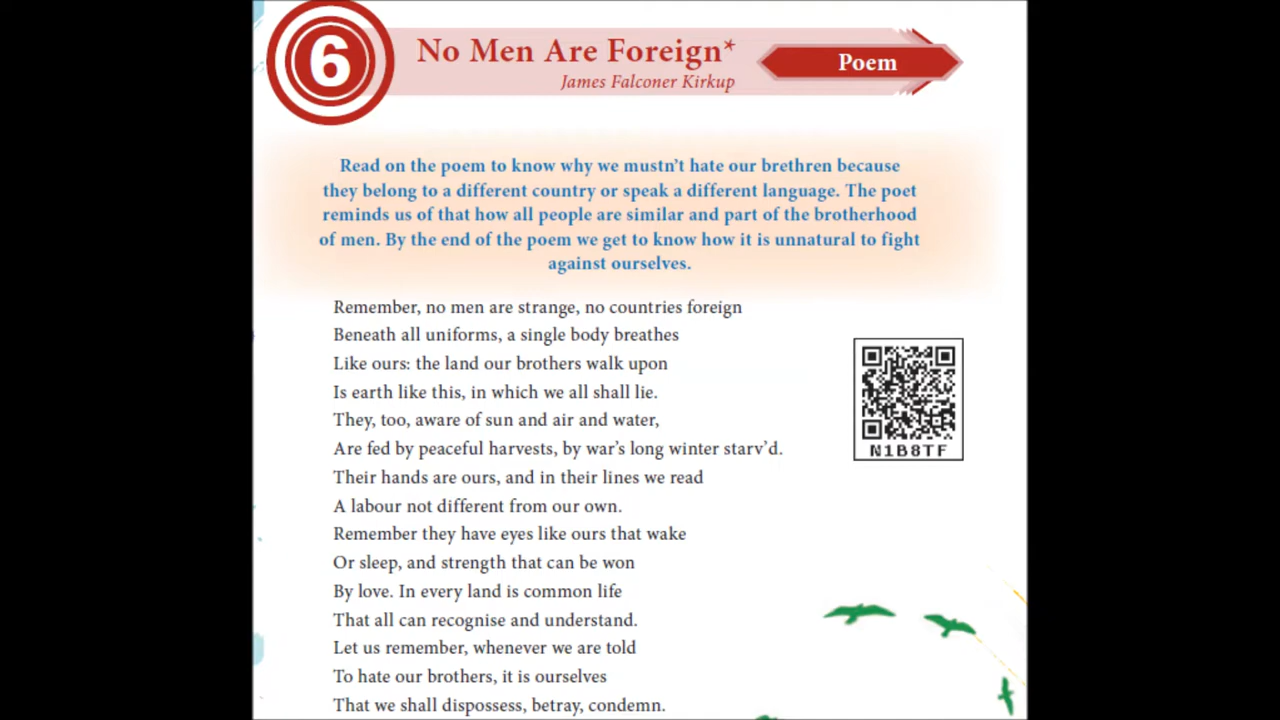 6
No Men Are Foreign*
James Falconer Kirkup
Poem
Read on the poem to know why we mustn't hate our brethren because
they belong to a different country or speak a different language. The poet
reminds us of that how all people are similar and part of the brotherhood
of men. By the end of the poem we get to know how it is unnatural to fight
against ourselves.
Remember, no men are strange, no countries foreign
Beneath all uniforms, a single body breathes
Like ours: the land our brothers walk upon
Is earth like this, in which we all shall lie.
They, too, aware of sun and air and water,
Are fed by peaceful harvests, by war's long winter starv'd.
Their hands are ours, and in their lines we read
A labour not different from our own.
Remember they have eyes like ours that wake
Or sleep, and strength that can be won
By love. In every land is common life
That all can recognise and understand.
Let us remember, whenever we are told
To hate our brothers, it is ourselves
That we shall dispossess, betray, condemn.
N1B8TF